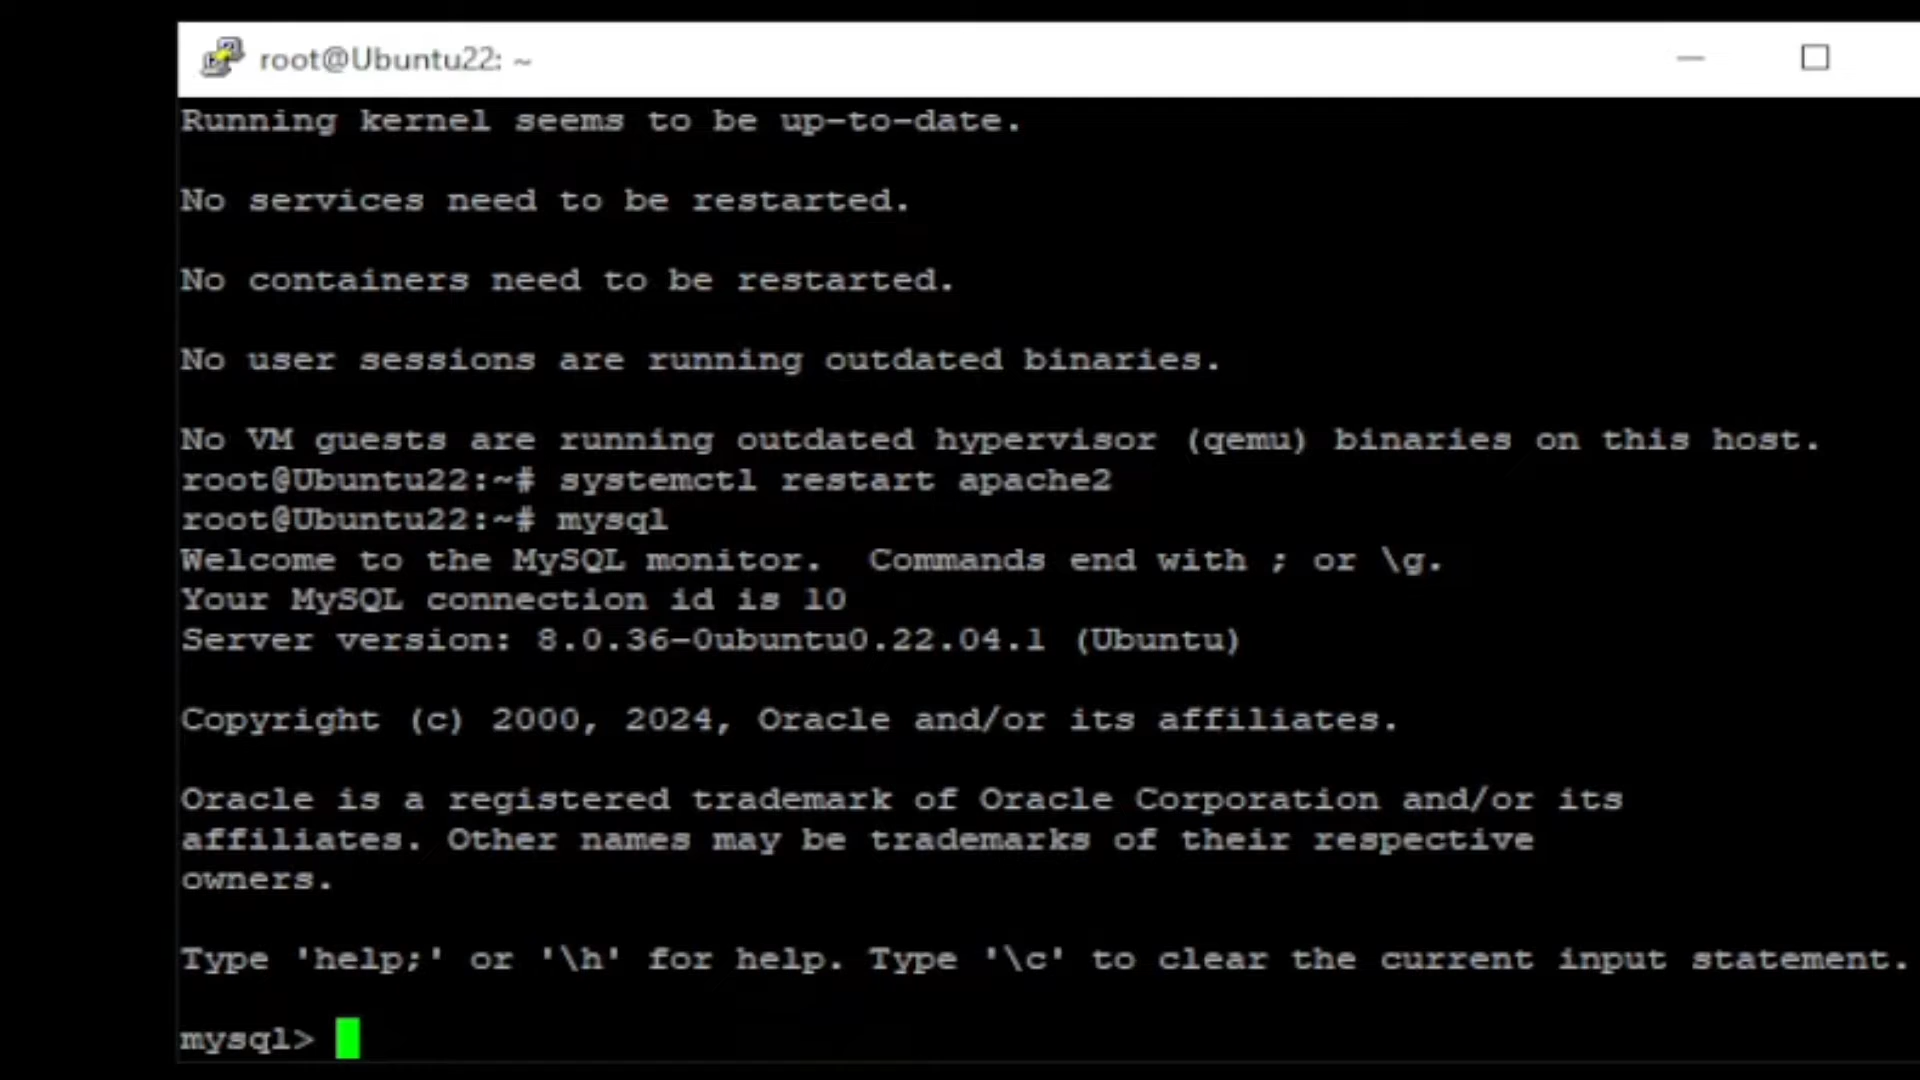 root@Ubuntu22: ~
Running kernel seems to be up-to-date.
No services need to be restarted.
No containers need to be restarted.
No user sessions are running outdated binaries.
No VM guests are running outdated hypervisor (qemu) binaries on this host.
root@Ubuntu22:~# systemctl restart apache2
root@Ubuntu22:~# mysql
Welcome to the MySQL monitor.  Commands end with ; or \g.
Your MySQL connection id is 10
Server version: 8.0.36-0ubuntu0.22.04.1 (Ubuntu)
Copyright (c) 2000, 2024, Oracle and/or its affiliates.
Oracle is a registered trademark of Oracle Corporation and/or its
affiliates. Other names may be trademarks of their respective
owners.
Type 'help;' or '\h' for help. Type '\c' to clear the current input statement.
mysql>